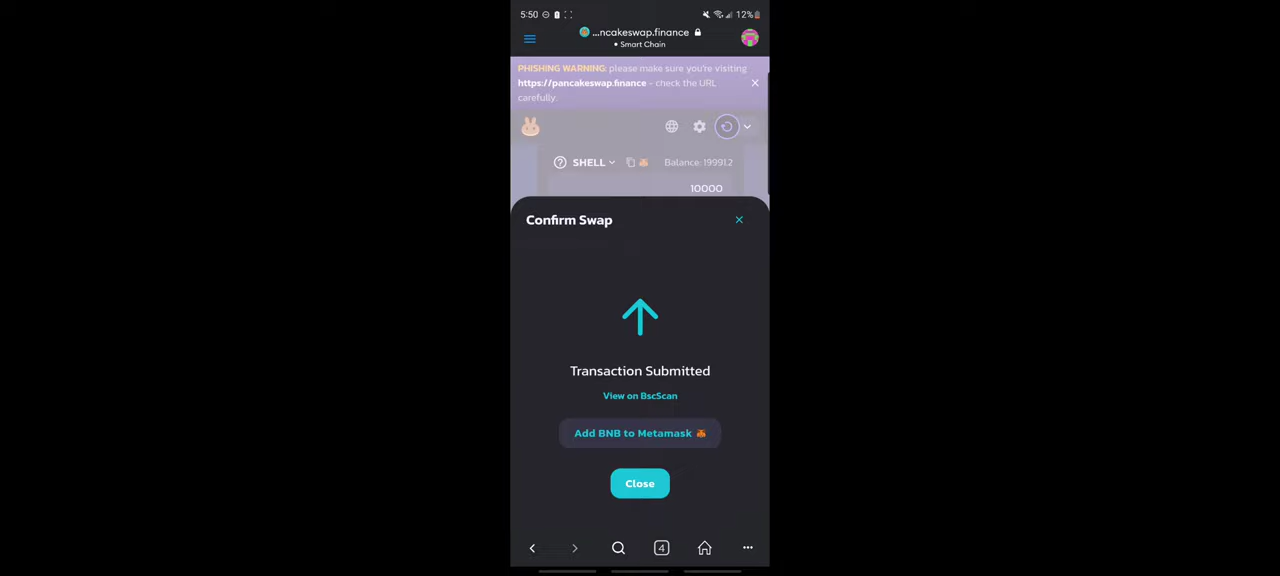 5:50
12%
...ncakeswap.finance
• Smart Chain
PHISHING WARNING: please make sure you're visiting
https://pancakeswap.finance - check the URL
carefully.
SHELL
Balance: 19991.2
10000
Confirm Swap
Transaction Submitted
View on BscScan
Add BNB to Metamask
Close
4